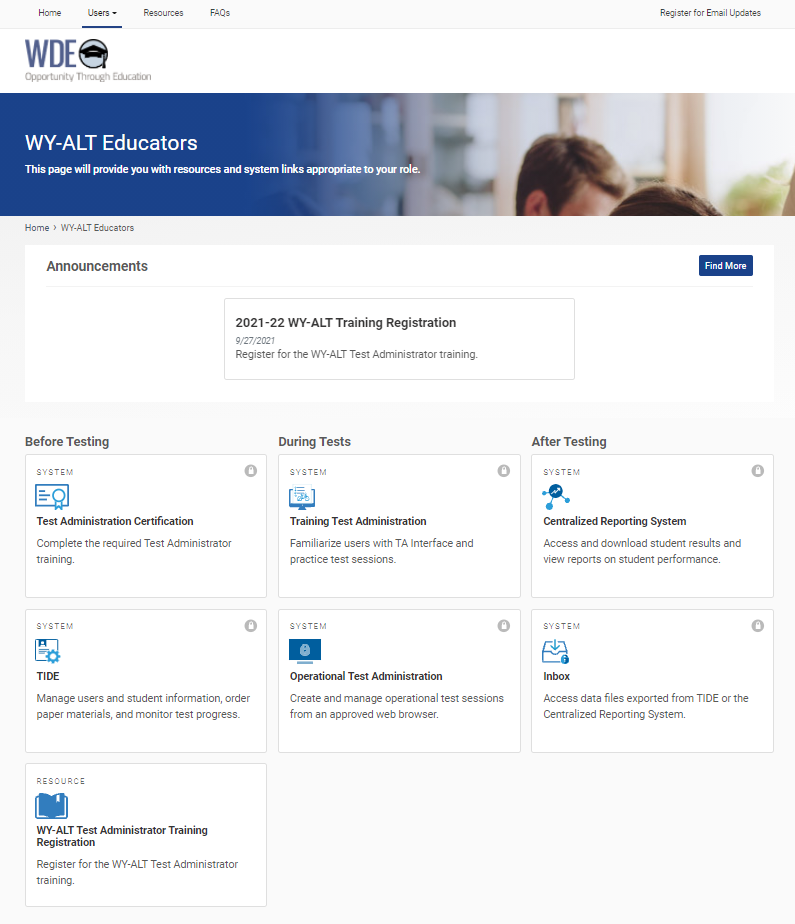 Home Users Resources FAQs Register for Email Updates
WDE
Opportunity Through Education
WY-ALT Educators
This page will provide you with resources and system links appropriate to your role.
Home › WY-ALT Educators
Announcements
Find More
2021-22 WY-ALT Training Registration
9/27/2021
Register for the WY-ALT Test Administrator training.
Before Testing
SYSTEM
Test Administration Certification
Complete the required Test Administrator
training.
SYSTEM
TIDE
Manage users and student information, order
paper materials, and monitor test progress.
RESOURCE
WY-ALT Test Administrator Training
Registration
Register for the WY-ALT Test Administrator
training.
During Tests
SYSTEM
Training Test Administration
Familiarize users with TA Interface and
practice test sessions.
SYSTEM
Operational Test Administration
Create and manage operational test sessions
from an approved web browser.
After Testing
SYSTEM
Centralized Reporting System
Access and download student results and
view reports on student performance.
SYSTEM
Inbox
Access data files exported from TIDE or the
Centralized Reporting System.